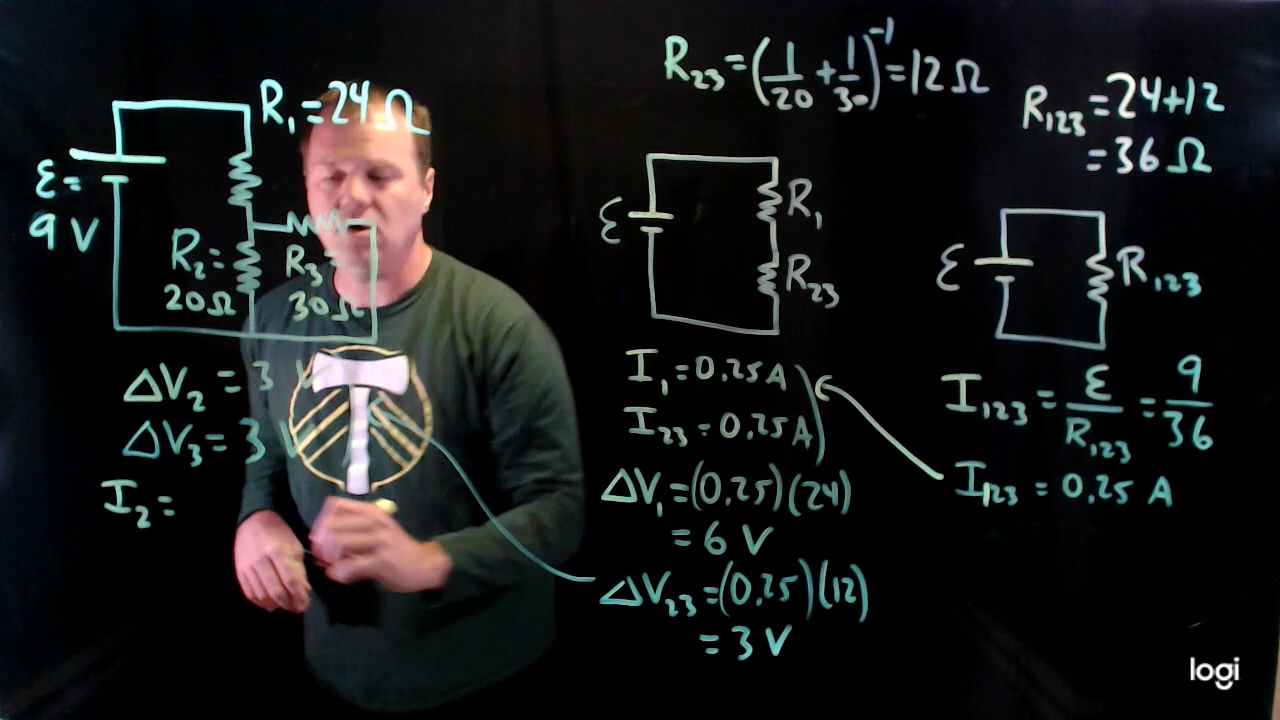 R₁ = 24 Ω
ε =
9 V
R₂ =
20 Ω
R₃ =
30 Ω
ΔV₂ = 3 V
ΔV₃ = 3 V
I₂ =
R₂₃ = (1/20 + 1/30)⁻¹ = 12 Ω
ε
R₁
R₂₃
I₁ = 0.25 A
I₂₃ = 0.25 A
ΔV₁ = (0.25)(24)
= 6 V
ΔV₂₃ = (0.25)(12)
= 3 V
R₁₂₃ = 24 + 12
= 36 Ω
ε
R₁₂₃
I₁₂₃ = ε/R₁₂₃ = 9/36
I₁₂₃ = 0.25 A
logi